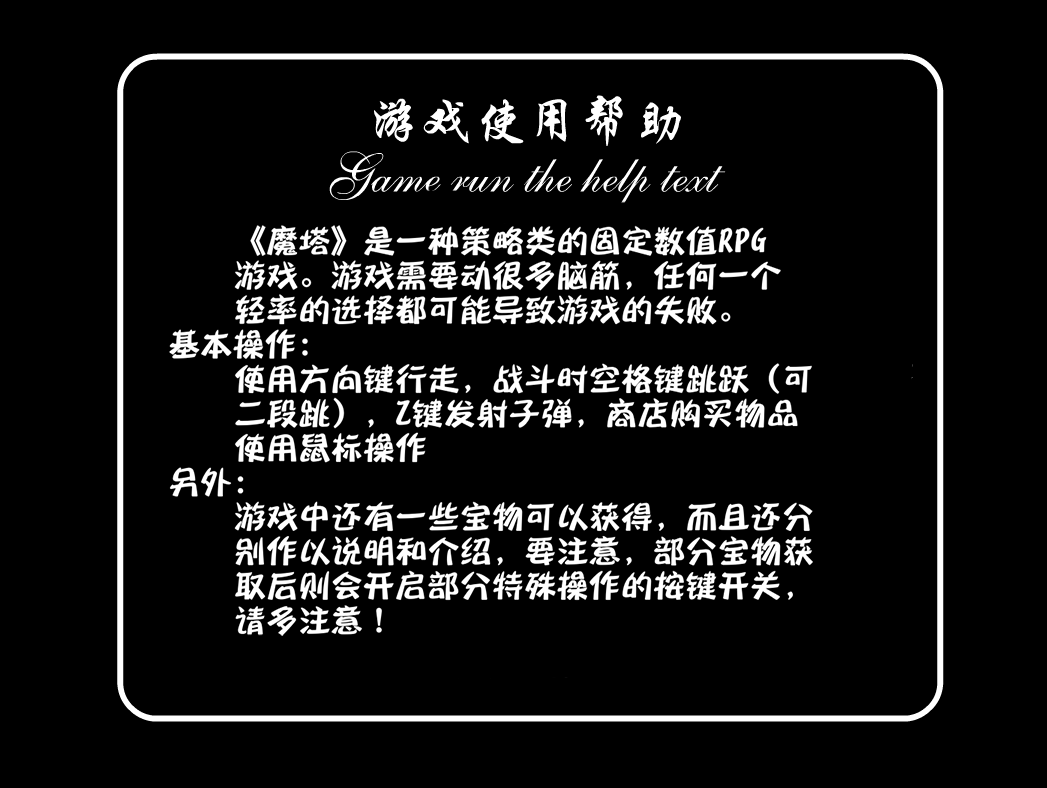 游戏使用帮助
Game run the help text
《魔塔》是一种策略类的固定数值RPG
游戏。游戏需要动很多脑筋，任何一个
轻率的选择都可能导致游戏的失败。
基本操作：
使用方向键行走，战斗时空格键跳跃（可
二段跳），Z键发射子弹，商店购买物品
使用鼠标操作
另外：
游戏中还有一些宝物可以获得，而且还分
别作以说明和介绍，要注意，部分宝物获
取后则会开启部分特殊操作的按键开关，
请多注意！